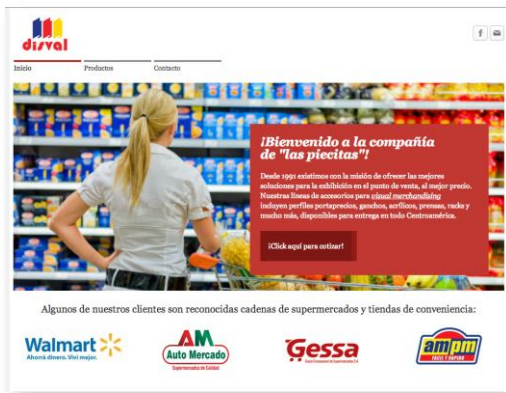 disval
f
Inicio
Productos
Contacto
¡Bienvenido a la compañía
de "las piecitas"!
Desde 1991 existimos con la misión de ofrecer las mejores
soluciones para la exhibición en el punto de venta, al mejor precio.
Nuestras líneas de accesorios para visual merchandising
incluyen perfiles portaprecios, ganchos, acrílicos, prensas, racks y
mucho más, disponibles para entrega en todo Centroamérica.
¡Click aquí para cotizar!
Algunos de nuestros clientes son reconocidas cadenas de supermercados y tiendas de conveniencia:
Walmart
Ahorrá dinero. Viví mejor.
AM
Auto Mercado
Supermercados de Calidad
Gessa
ampm
FÁCIL Y RÁPIDO